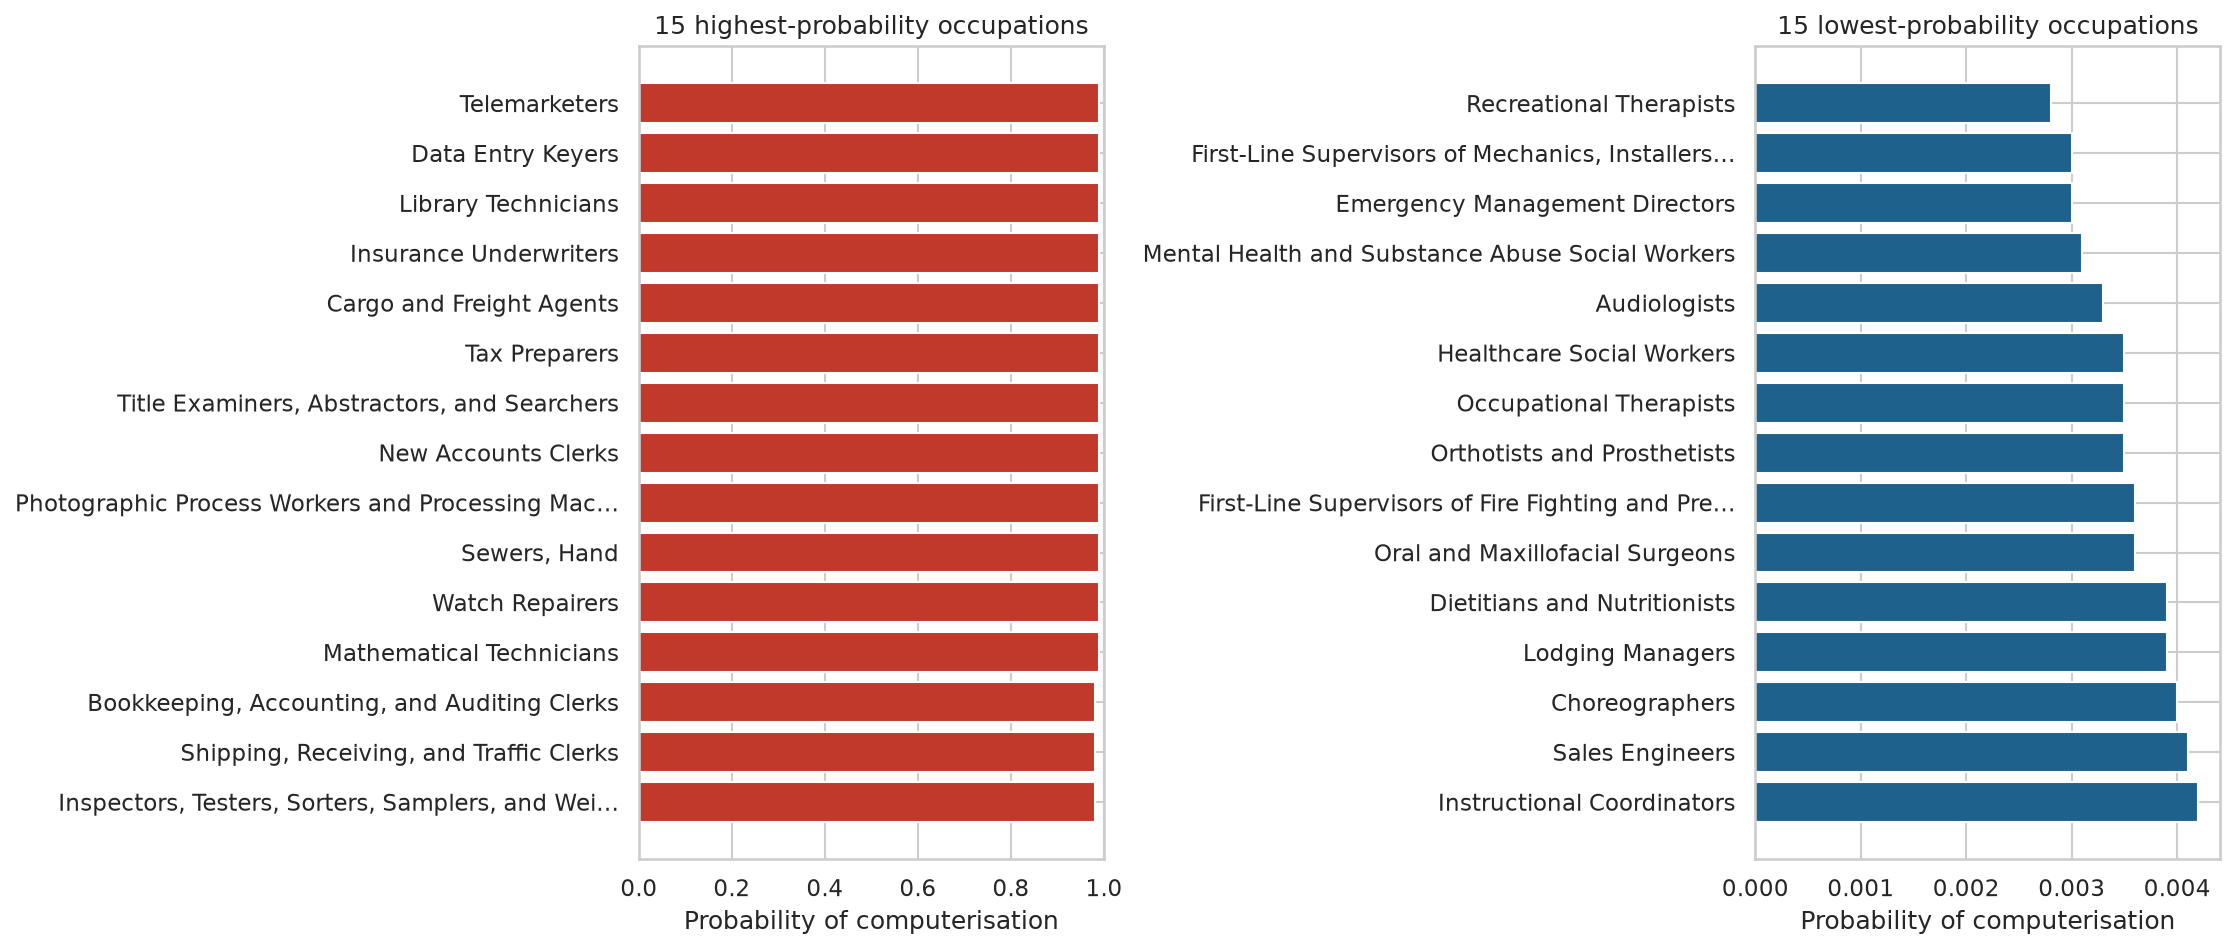 15 highest-probability occupations
Telemarketers
Data Entry Keyers
Library Technicians
Insurance Underwriters
Cargo and Freight Agents
Tax Preparers
Title Examiners, Abstractors, and Searchers
New Accounts Clerks
Photographic Process Workers and Processing Mac…
Sewers, Hand
Watch Repairers
Mathematical Technicians
Bookkeeping, Accounting, and Auditing Clerks
Shipping, Receiving, and Traffic Clerks
Inspectors, Testers, Sorters, Samplers, and Wei…
0.0 0.2 0.4 0.6 0.8 1.0
Probability of computerisation
15 lowest-probability occupations
Recreational Therapists
First-Line Supervisors of Mechanics, Installers…
Emergency Management Directors
Mental Health and Substance Abuse Social Workers
Audiologists
Healthcare Social Workers
Occupational Therapists
Orthotists and Prosthetists
First-Line Supervisors of Fire Fighting and Pre…
Oral and Maxillofacial Surgeons
Dietitians and Nutritionists
Lodging Managers
Choreographers
Sales Engineers
Instructional Coordinators
0.000 0.001 0.002 0.003 0.004
Probability of computerisation